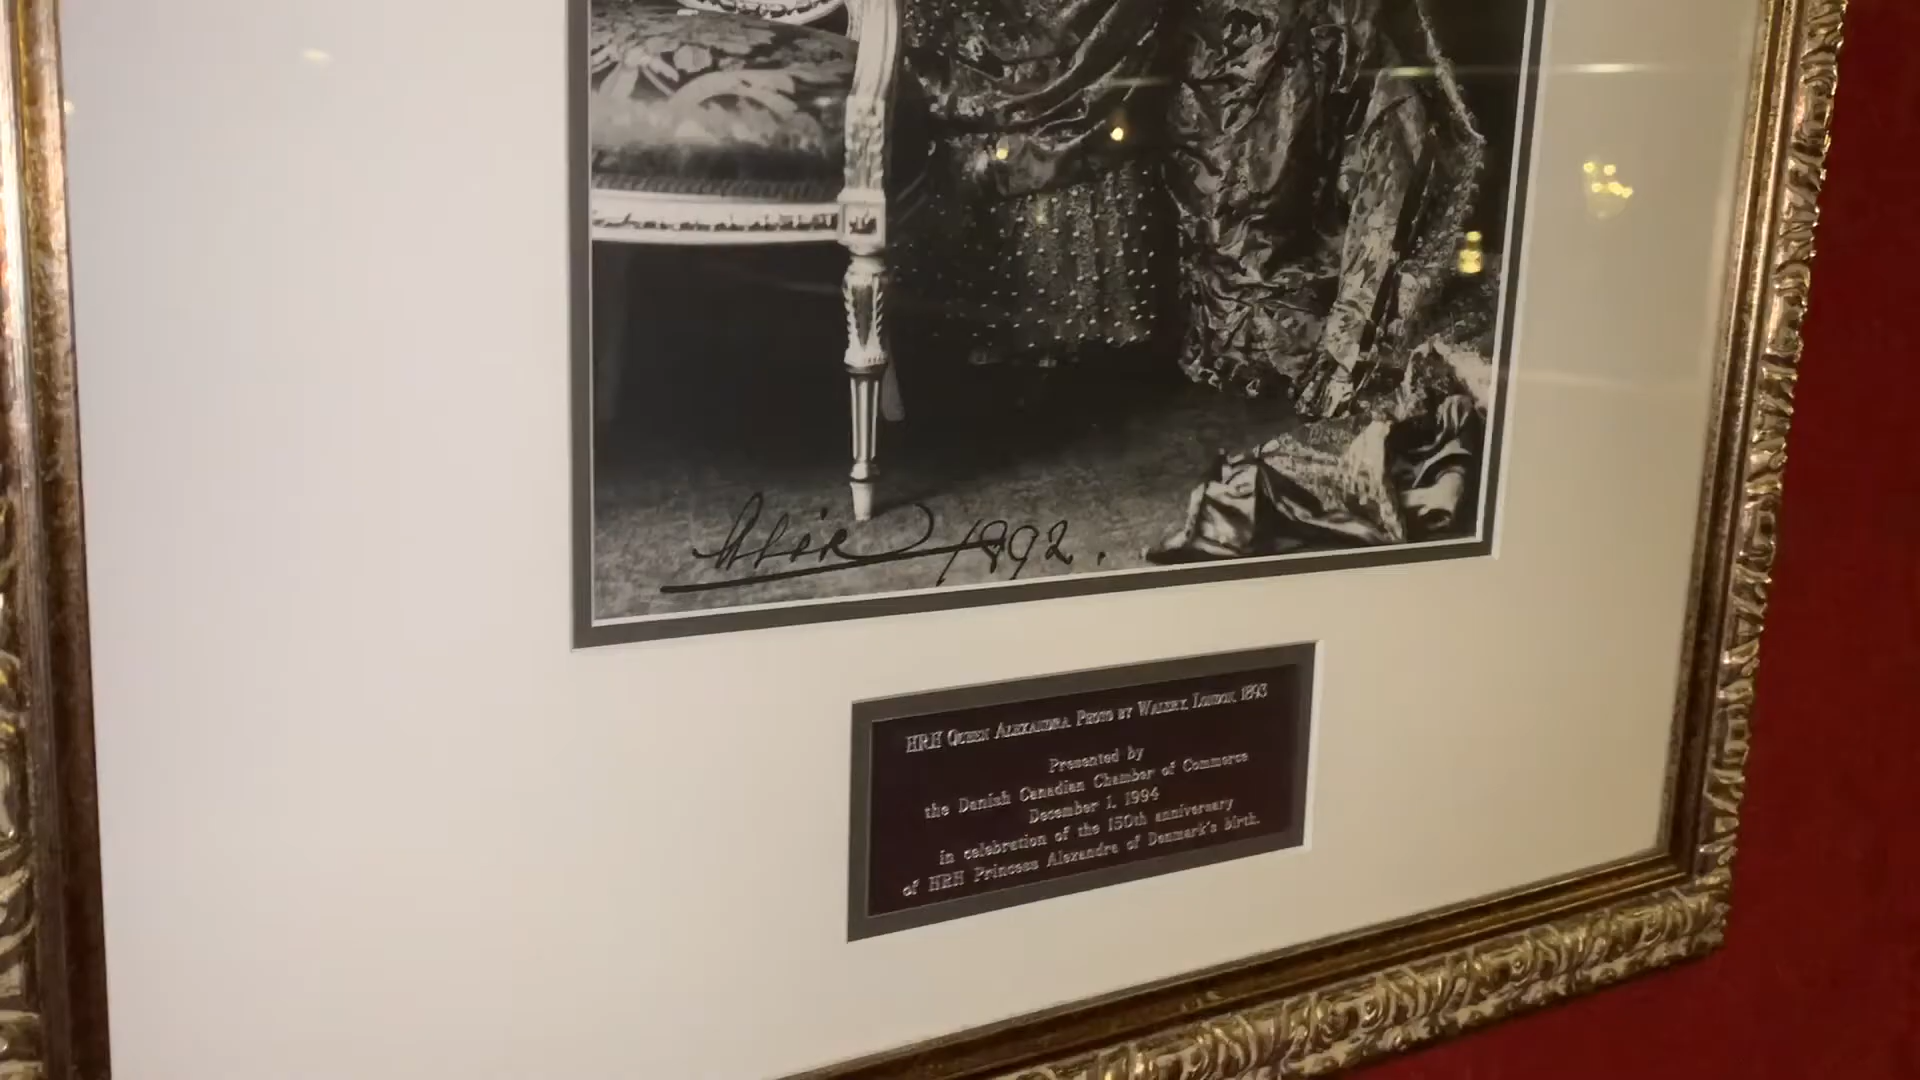 Alix 1892.
HRH QUEEN ALEXANDRA. PHOTO BY WALERY, LONDON, 1893
Presented by
the Danish Canadian Chamber of Commerce
December 1, 1994
in celebration of the 150th anniversary
of HRH Princess Alexandra of Denmark's birth.